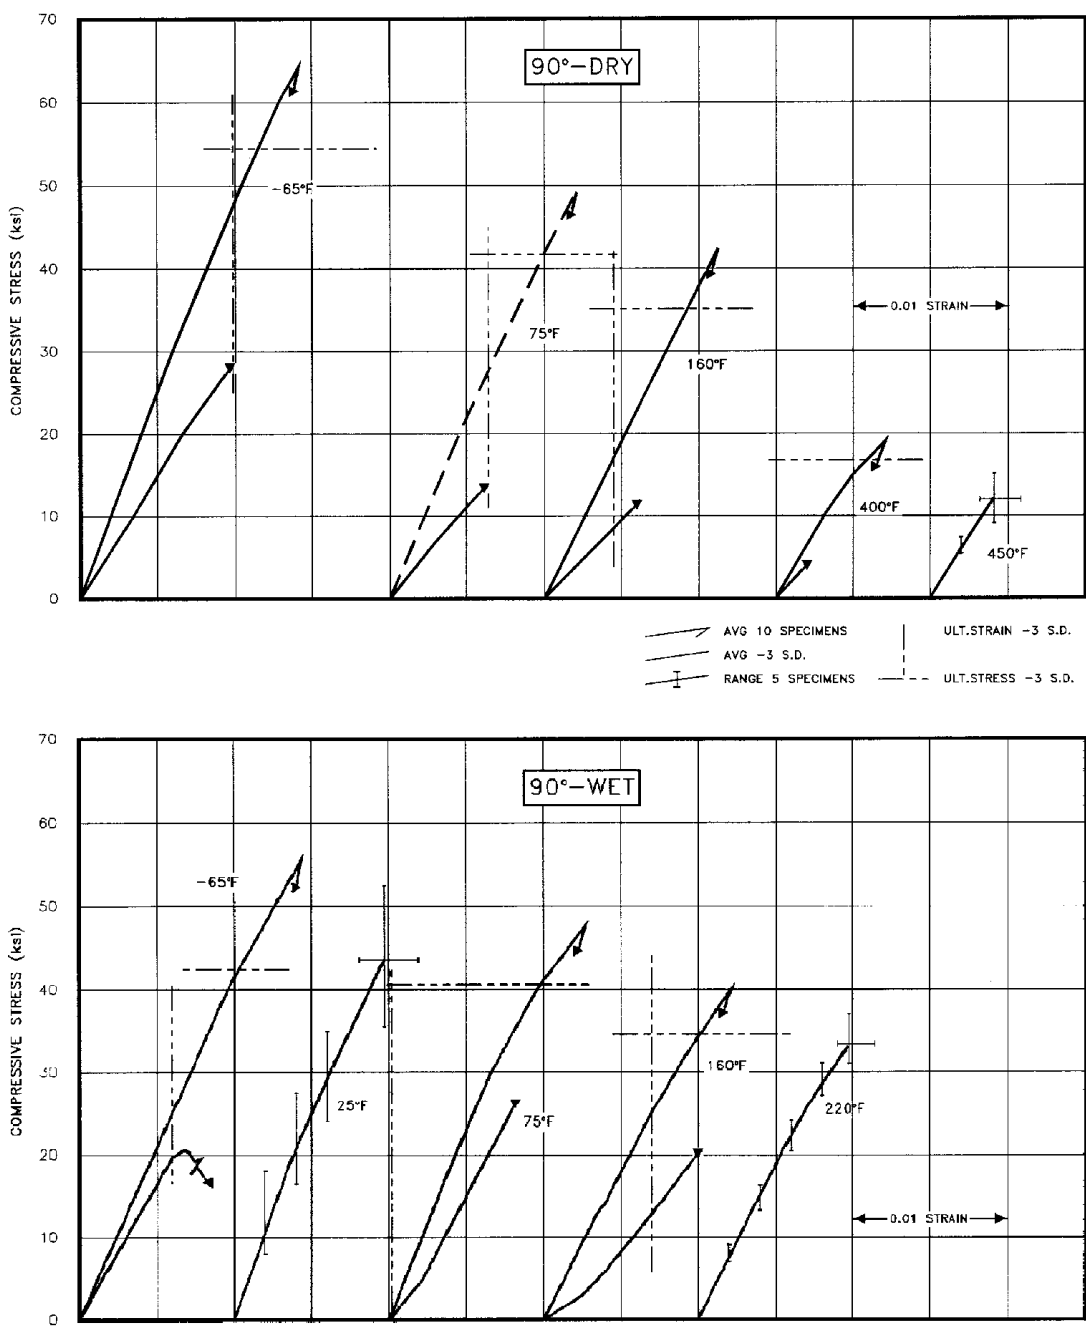 90°-DRY
COMPRESSIVE STRESS (ksi)
70
60
50
40
30
20
10
0
-65°F
75°F
160°F
400°F
450°F
0.01 STRAIN
AVG 10 SPECIMENS
AVG -3 S.D.
RANGE 5 SPECIMENS
ULT.STRAIN -3 S.D.
ULT.STRESS -3 S.D.
90°-WET
COMPRESSIVE STRESS (ksi)
70
60
50
40
30
20
10
0
-65°F
25°F
75°F
160°F
220°F
0.01 STRAIN